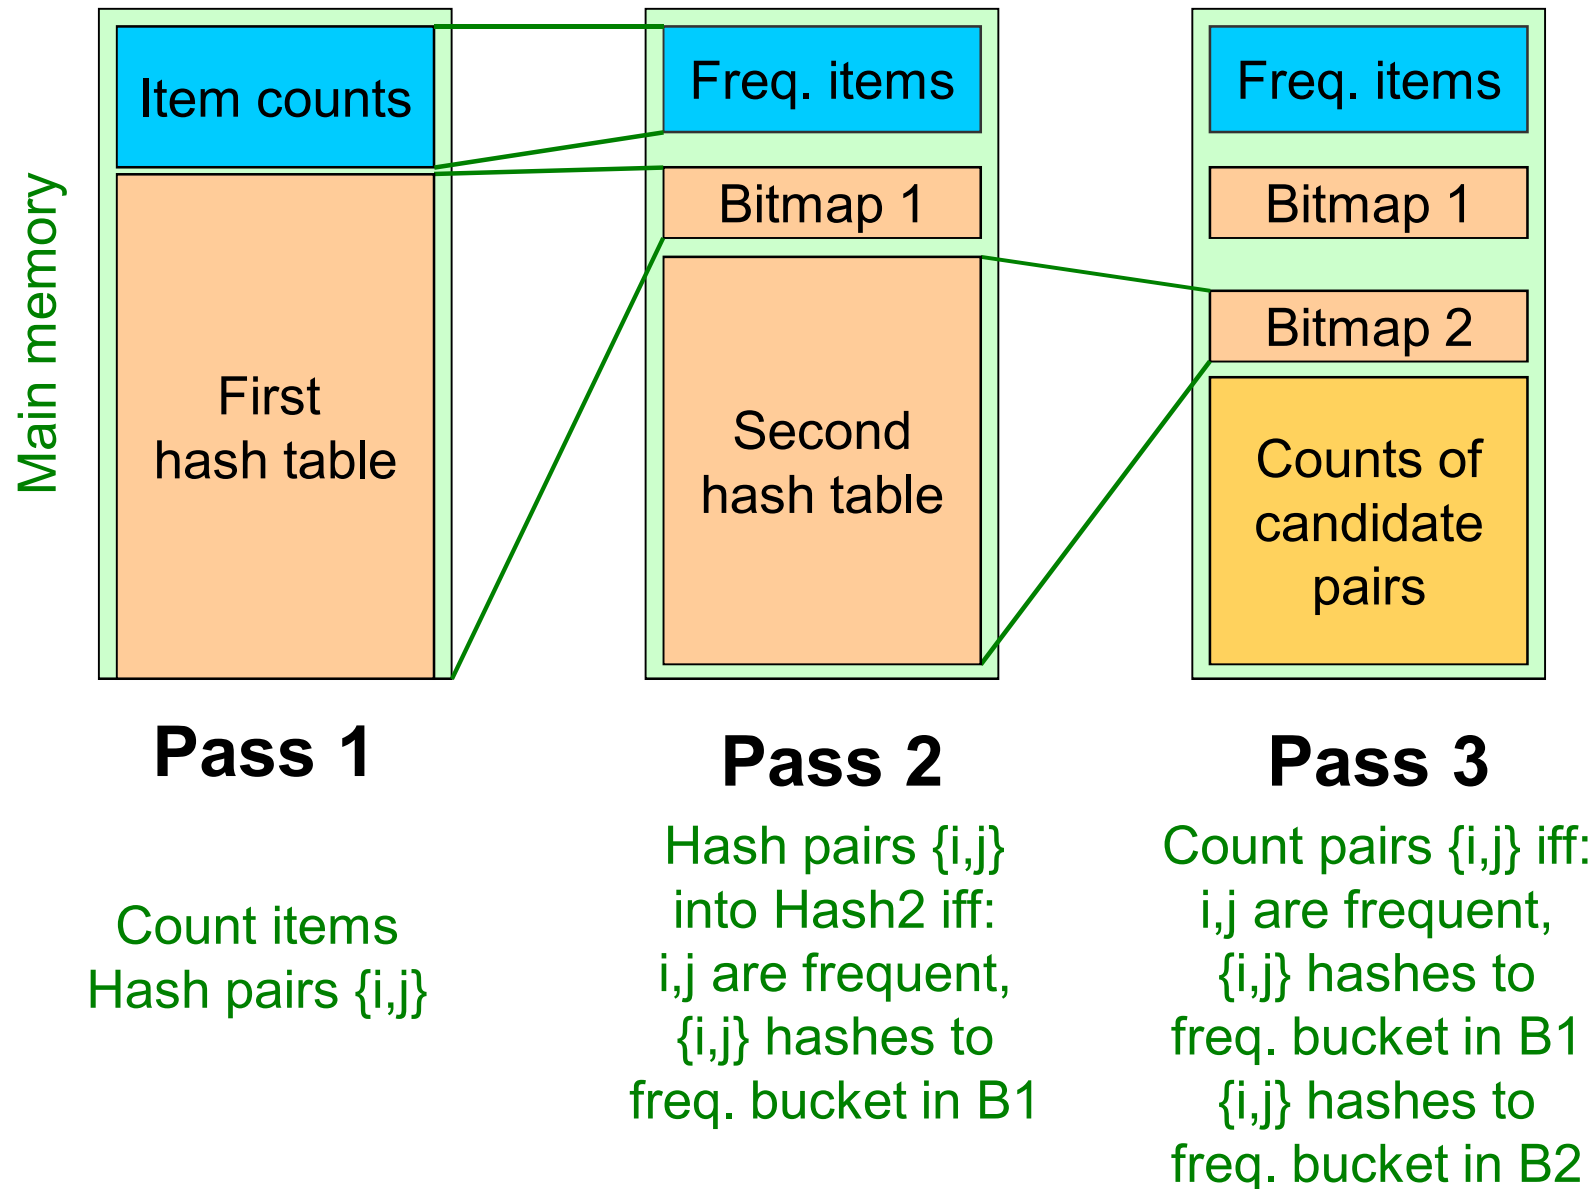 Main memory
Item counts
First
hash table
Pass 1
Count items
Hash pairs {i,j}
Freq. items
Bitmap 1
Second
hash table
Pass 2
Hash pairs {i,j}
into Hash2 iff:
i,j are frequent,
{i,j} hashes to
freq. bucket in B1
Freq. items
Bitmap 1
Bitmap 2
Counts of
candidate
pairs
Pass 3
Count pairs {i,j} iff:
i,j are frequent,
{i,j} hashes to
freq. bucket in B1
{i,j} hashes to
freq. bucket in B2